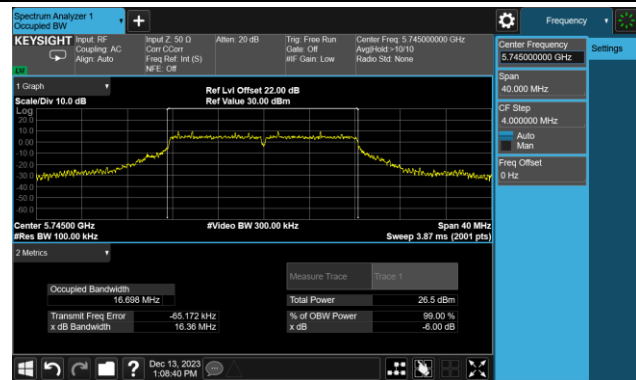 Spectrum Analyzer 1
Occupied BW
Frequency
KEYSIGHT
Input: RF
Coupling: AC
Align: Auto
Input Z: 50 Ω
Corr CCorr
Freq Ref: Int (S)
NFE: Off
Atten: 20 dB
Trig: Free Run
Gate: Off
#IF Gain: Low
Center Freq: 5.745000000 GHz
Avg|Hold:>10/10
Radio Std: None
Center Frequency
5.745000000 GHz
Settings
Span
40.000 MHz
CF Step
4.000000 MHz
Auto
Man
Freq Offset
0 Hz
1 Graph
Scale/Div 10.0 dB
Ref Lvl Offset 22.00 dB
Ref Value 30.00 dBm
Log
20.0
10.0
0.00
-10.0
-20.0
-30.0
-40.0
-50.0
-60.0
Center 5.74500 GHz
#Video BW 300.00 kHz
Span 40 MHz
#Res BW 100.00 kHz
Sweep 3.87 ms (2001 pts)
2 Metrics
Measure Trace
Trace 1
Occupied Bandwidth
16.698 MHz
Total Power
26.5 dBm
Transmit Freq Error
-65.172 kHz
% of OBW Power
99.00 %
x dB Bandwidth
16.36 MHz
x dB
-6.00 dB
Dec 13, 2023
1:08:40 PM